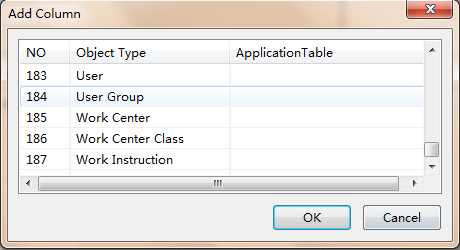 Add Column
NO Object Type ApplicationTable
183 User
184 User Group
185 Work Center
186 Work Center Class
187 Work Instruction
OK Cancel